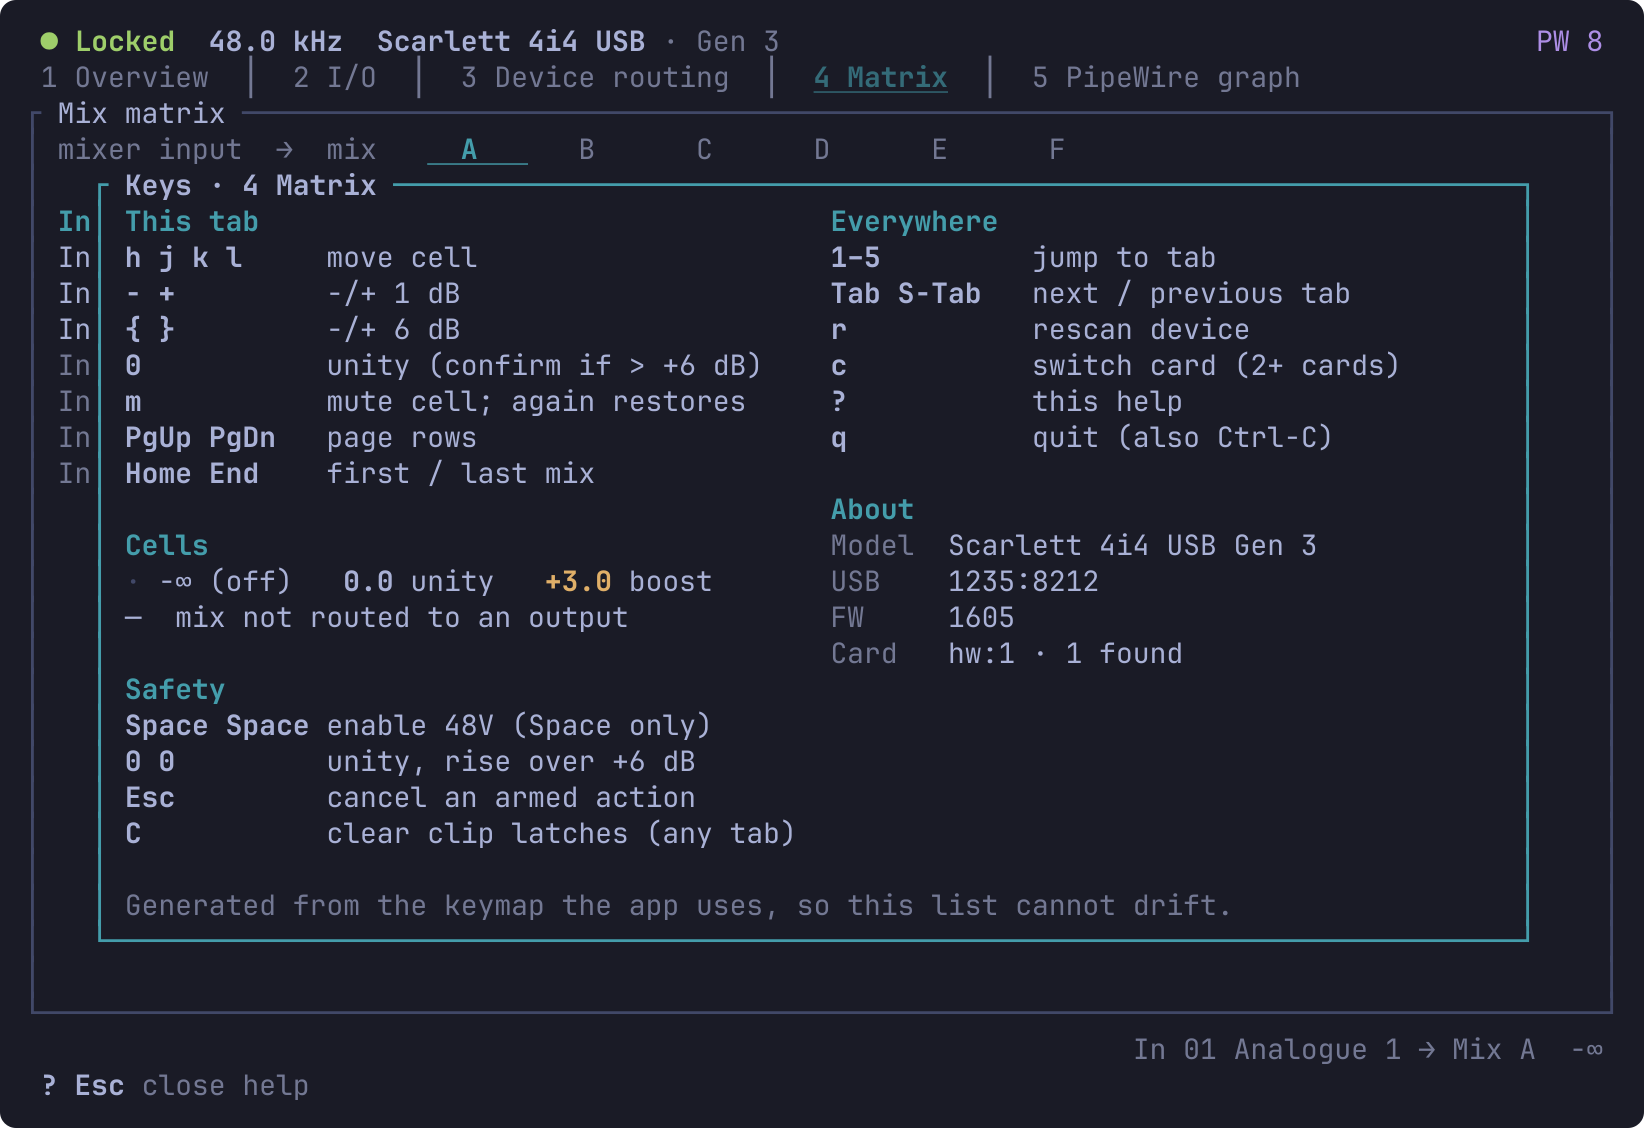 ● Locked  48.0 kHz  Scarlett 4i4 USB · Gen 3  PW 8
1 Overview │ 2 I/O │ 3 Device routing │ 4 Matrix │ 5 PipeWire graph
Mix matrix
mixer input → mix  A  B  C  D  E  F
Keys · 4 Matrix
In  This tab  Everywhere
In  h j k l  move cell  1–5  jump to tab
In  - +  -/+ 1 dB  Tab S-Tab  next / previous tab
In  { }  -/+ 6 dB  r  rescan device
In  0  unity (confirm if > +6 dB)  c  switch card (2+ cards)
In  m  mute cell; again restores  ?  this help
In  PgUp PgDn  page rows  q  quit (also Ctrl-C)
In  Home End  first / last mix
About
Cells  Model  Scarlett 4i4 USB Gen 3
· -∞ (off)  0.0 unity  +3.0 boost  USB  1235:8212
—  mix not routed to an output  FW  1605
Card  hw:1 · 1 found
Safety
Space Space  enable 48V (Space only)
0 0  unity, rise over +6 dB
Esc  cancel an armed action
C  clear clip latches (any tab)
Generated from the keymap the app uses, so this list cannot drift.
In 01 Analogue 1 → Mix A  -∞
? Esc close help